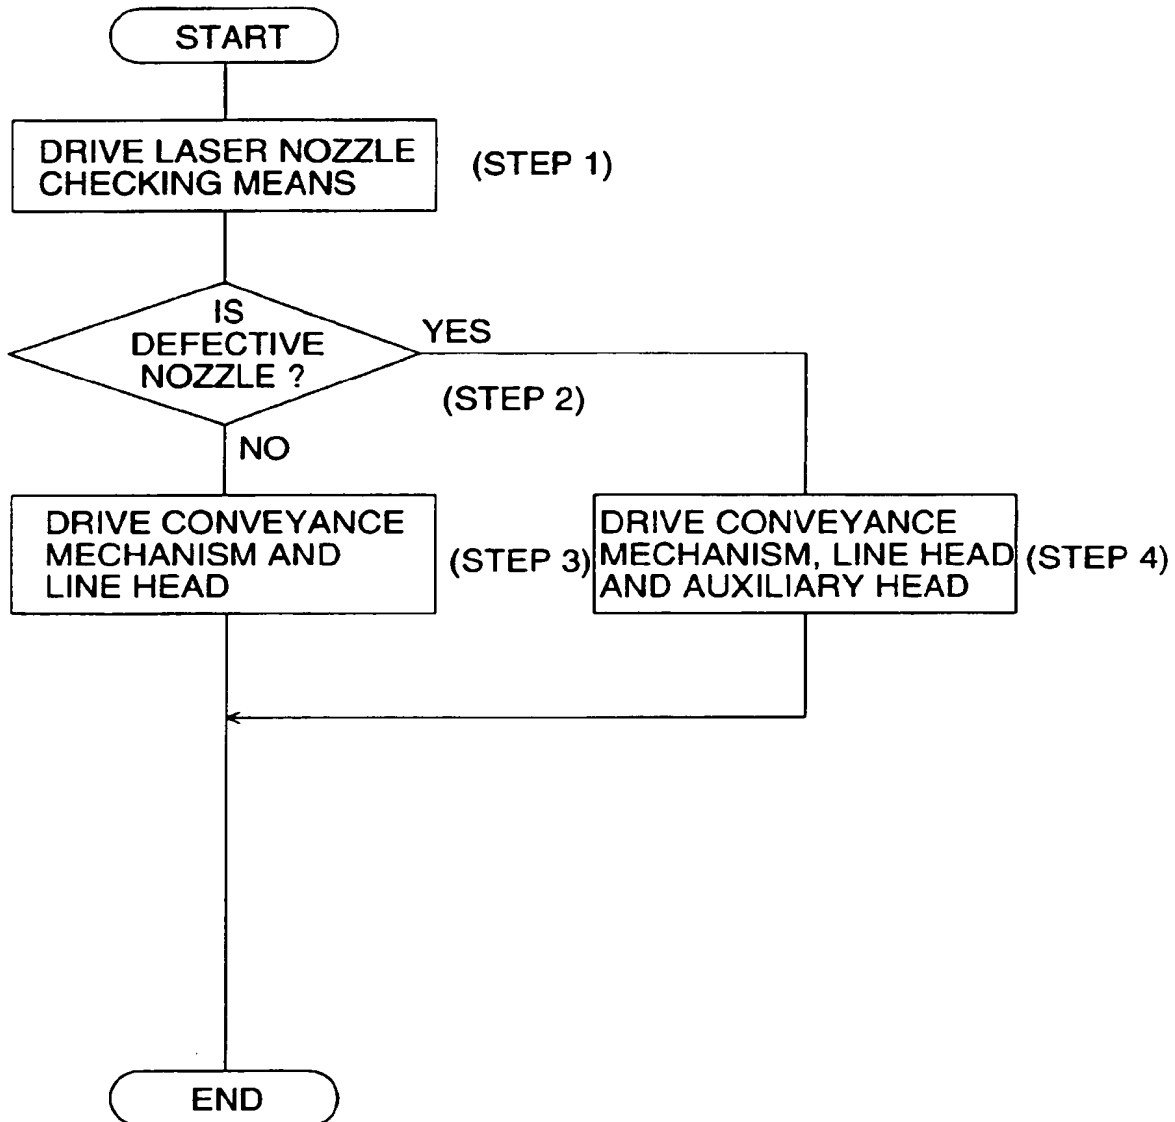 START
DRIVE LASER NOZZLE
CHECKING MEANS
(STEP 1)
IS
DEFECTIVE
NOZZLE ?
YES
(STEP 2)
NO
DRIVE CONVEYANCE
MECHANISM AND
LINE HEAD
(STEP 3)
DRIVE CONVEYANCE
MECHANISM, LINE HEAD
AND AUXILIARY HEAD
(STEP 4)
END